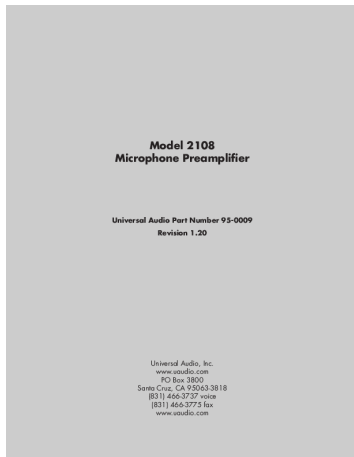 Model 2108
Microphone Preamplifier
Universal Audio Part Number 95-0009
Revision 1.20
Universal Audio, Inc.
www.uaudio.com
PO Box 3800
Santa Cruz, CA 95063-3818
(831) 466-3737 voice
(831) 466-3775 fax
www.uaudio.com